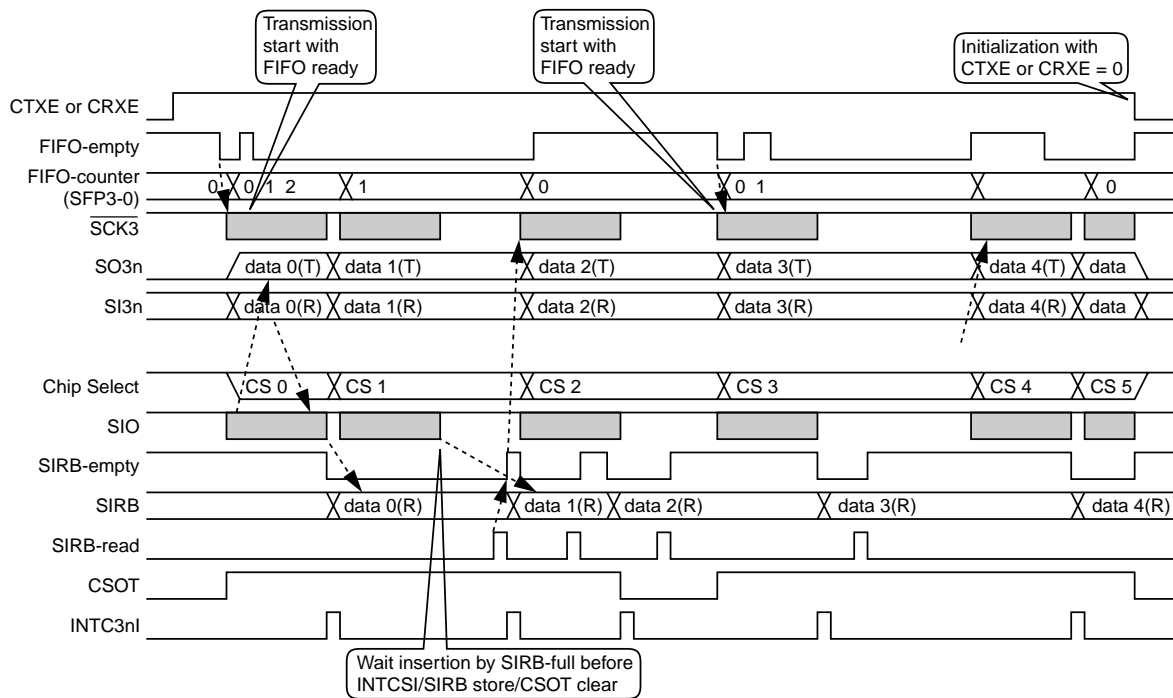 Transmission
start with
FIFO ready
Transmission
start with
FIFO ready
Initialization with
CTXE or CRXE = 0
CTXE or CRXE
FIFO-empty
FIFO-counter
(SFP3-0)
0 0 1 2 1 0 0 1 0
SCK3
SO3n data 0(T) data 1(T) data 2(T) data 3(T) data 4(T) data
SI3n data 0(R) data 1(R) data 2(R) data 3(R) data 4(R) data
Chip Select CS 0 CS 1 CS 2 CS 3 CS 4 CS 5
SIO
SIRB-empty
SIRB data 0(R) data 1(R) data 2(R) data 3(R) data 4(R)
SIRB-read
CSOT
INTC3nI
Wait insertion by SIRB-full before
INTCSI/SIRB store/CSOT clear